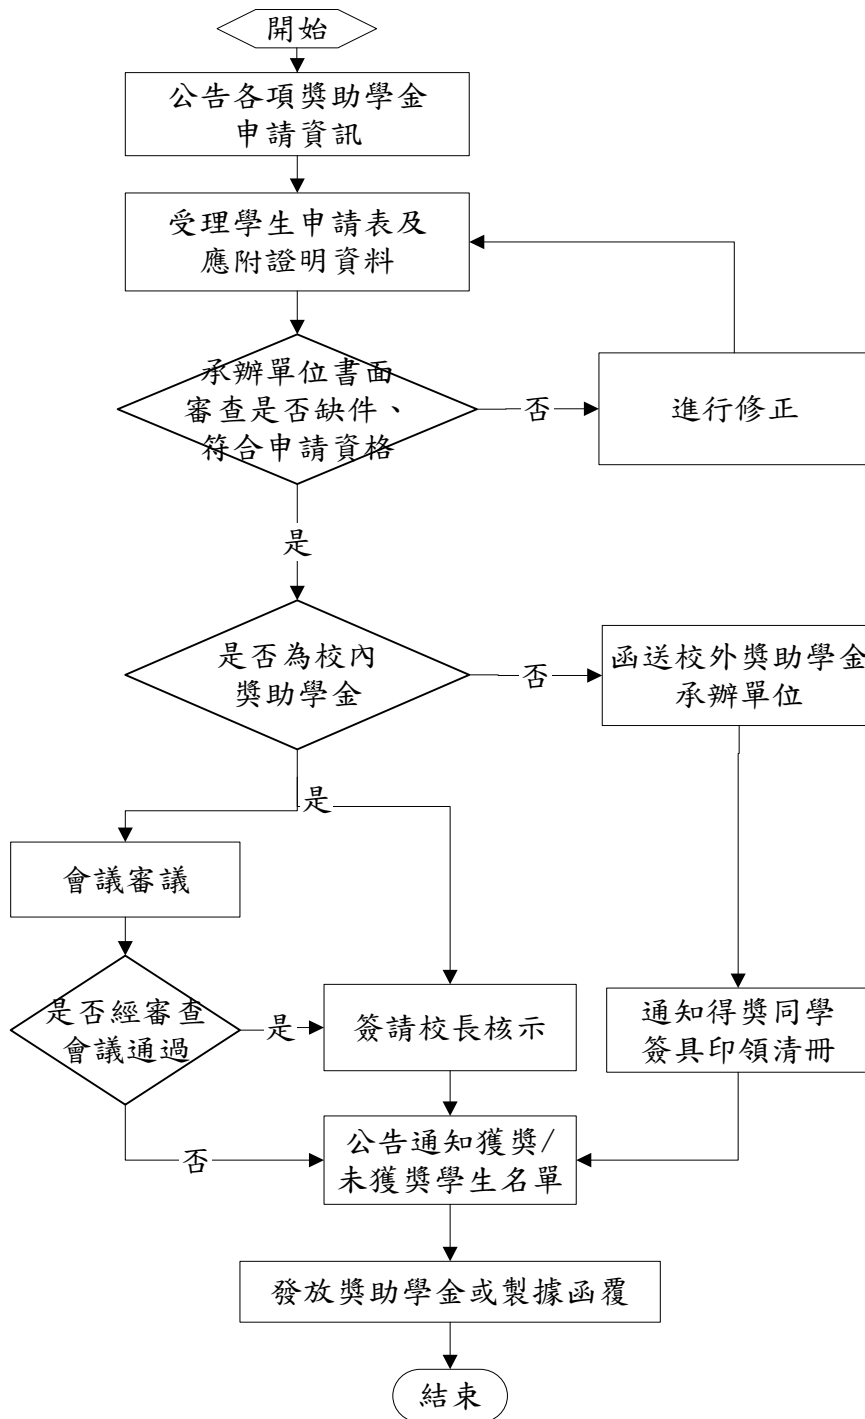 開始
公告各項獎助學金
申請資訊
受理學生申請表及
應附證明資料
承辦單位書面
審查是否缺件、
符合申請資格
否
進行修正
是
是否為校內
獎助學金
否
函送校外獎助學金
承辦單位
是
會議審議
是否經審查
會議通過
是
簽請校長核示
通知得獎同學
簽具印領清冊
否
公告通知獲獎/
未獲獎學生名單
發放獎助學金或製據函覆
結束